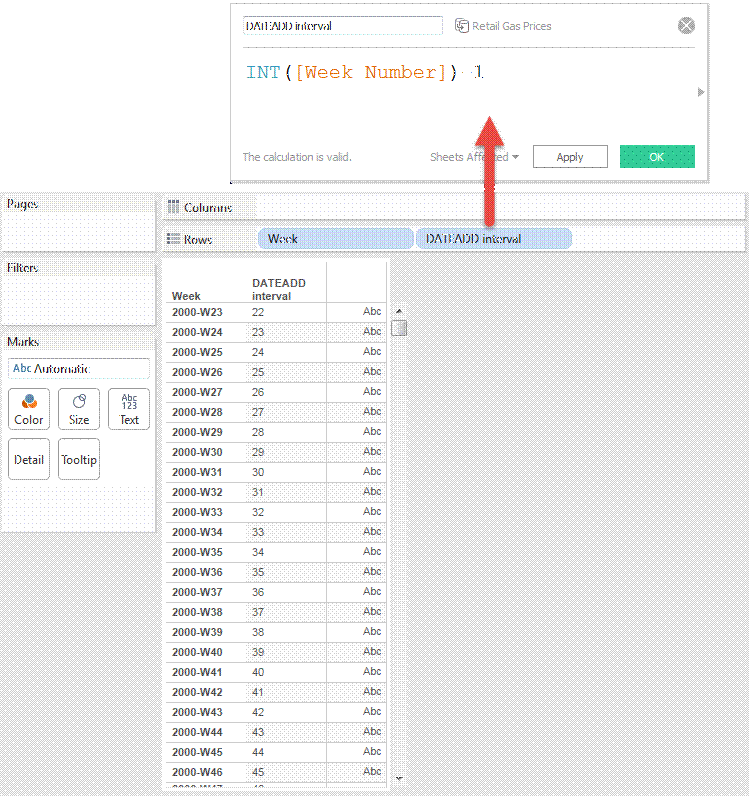 DATEADD interval Retail Gas Prices
INT([Week Number]) 1
The calculation is valid. Sheets Affected Apply OK
Pages
Columns
Rows Week DATEADD interval
Filters
Marks
Abc Automatic
Color Size Abc 123 Text
Detail Tooltip
Week DATEADD interval
2000-W23 22 Abc
2000-W24 23 Abc
2000-W25 24 Abc
2000-W26 25 Abc
2000-W27 26 Abc
2000-W28 27 Abc
2000-W29 28 Abc
2000-W30 29 Abc
2000-W31 30 Abc
2000-W32 31 Abc
2000-W33 32 Abc
2000-W34 33 Abc
2000-W35 34 Abc
2000-W36 35 Abc
2000-W37 36 Abc
2000-W38 37 Abc
2000-W39 38 Abc
2000-W40 39 Abc
2000-W41 40 Abc
2000-W42 41 Abc
2000-W43 42 Abc
2000-W44 43 Abc
2000-W45 44 Abc
2000-W46 45 Abc